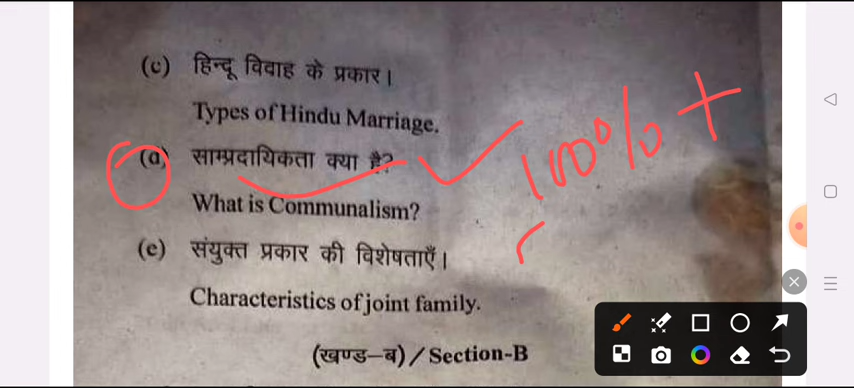 (c) हिन्दू विवाह के प्रकार।
Types of Hindu Marriage.
(d) साम्प्रदायिकता क्या है?
What is Communalism?
100% +
(e) संयुक्त प्रकार की विशेषताएँ।
Characteristics of joint family.
(खण्ड–ब) / Section-B